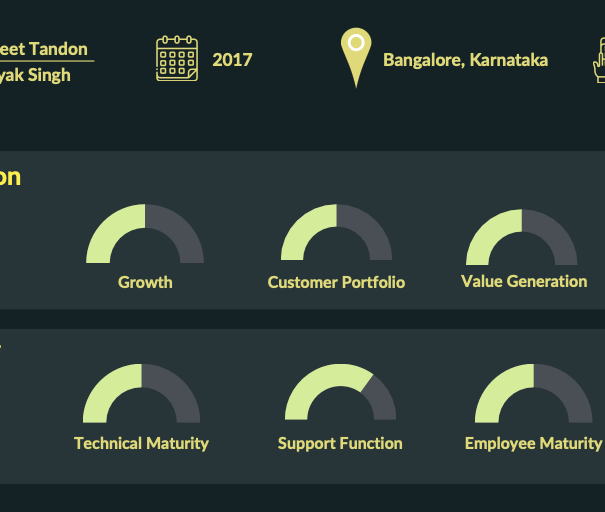 eet Tandon
yak Singh
2017
Bangalore, Karnataka
on
Growth
Customer Portfolio
Value Generation
Technical Maturity
Support Function
Employee Maturity